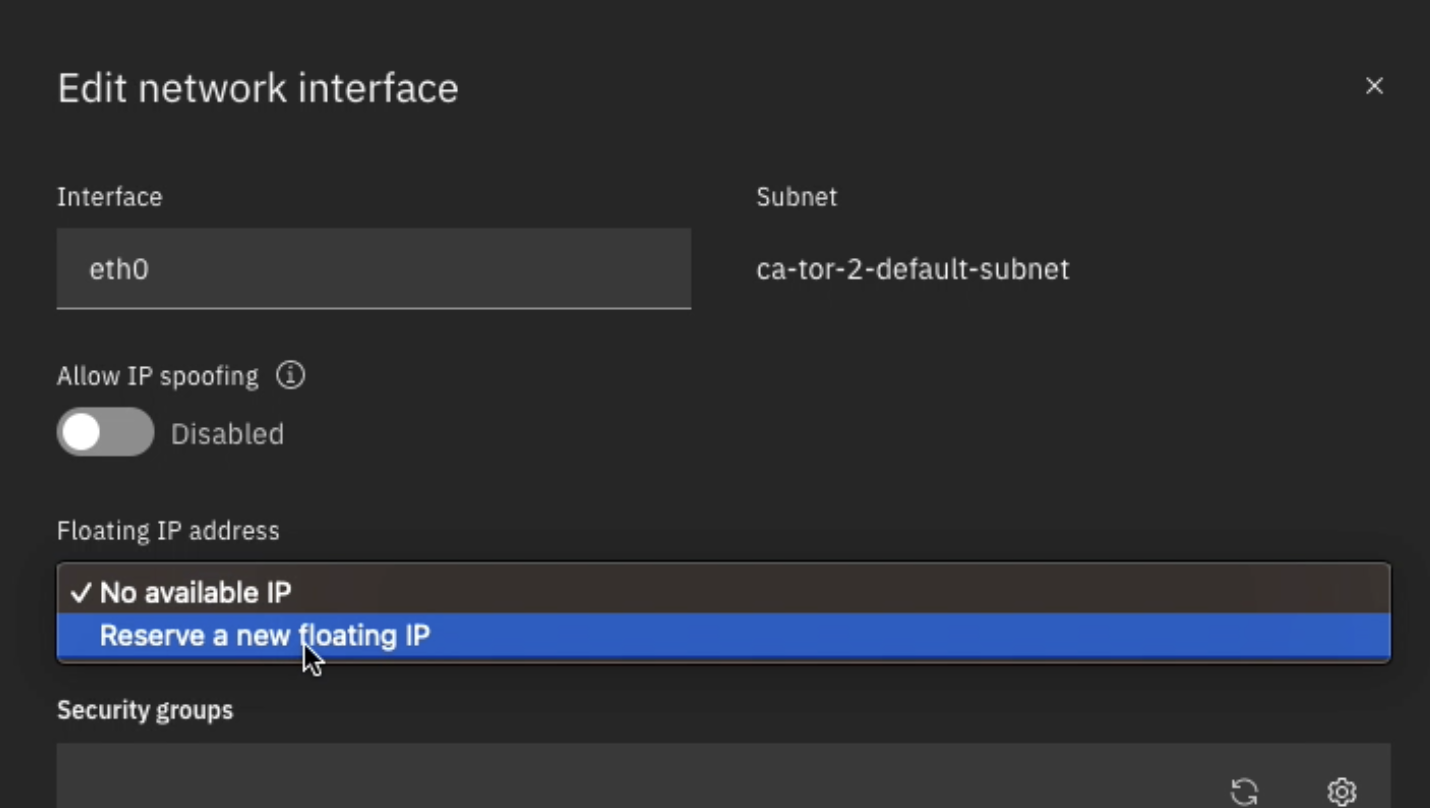 Edit network interface
Interface
Subnet
eth0
ca-tor-2-default-subnet
Allow IP spoofing
Disabled
Floating IP address
✓ No available IP
Reserve a new floating IP
Security groups